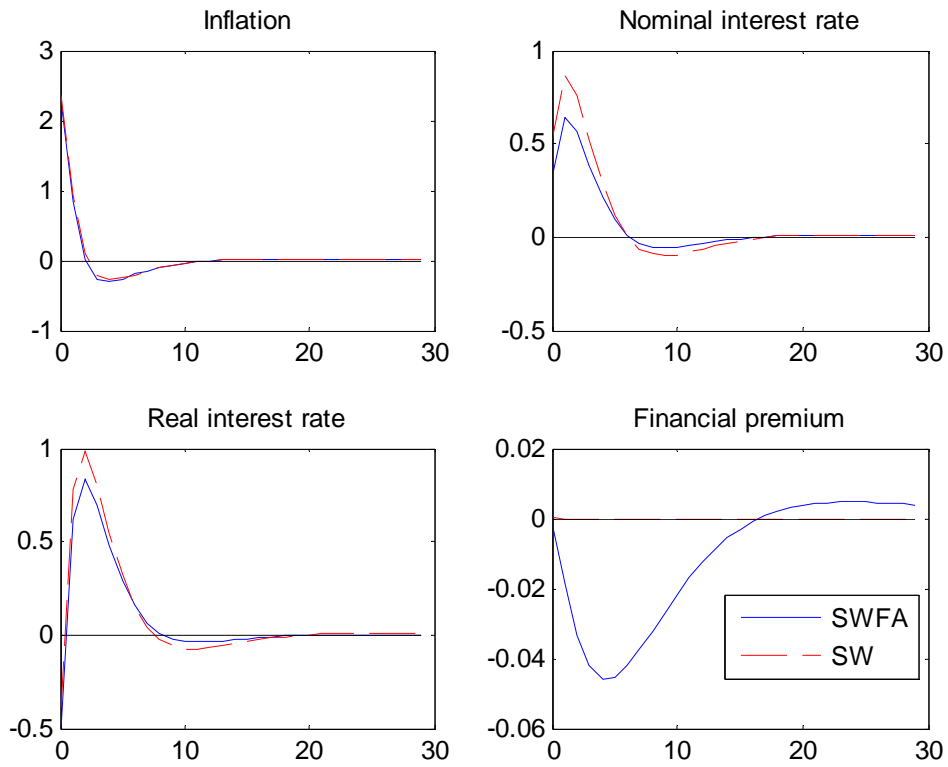 Inflation
3
2
1
0
-1
0 10 20 30
Nominal interest rate
1
0.5
0
-0.5
0 10 20 30
Real interest rate
1
0.5
0
-0.5
0 10 20 30
Financial premium
0.02
0
-0.02
-0.04
-0.06
0 10 20 30
SWFA
SW